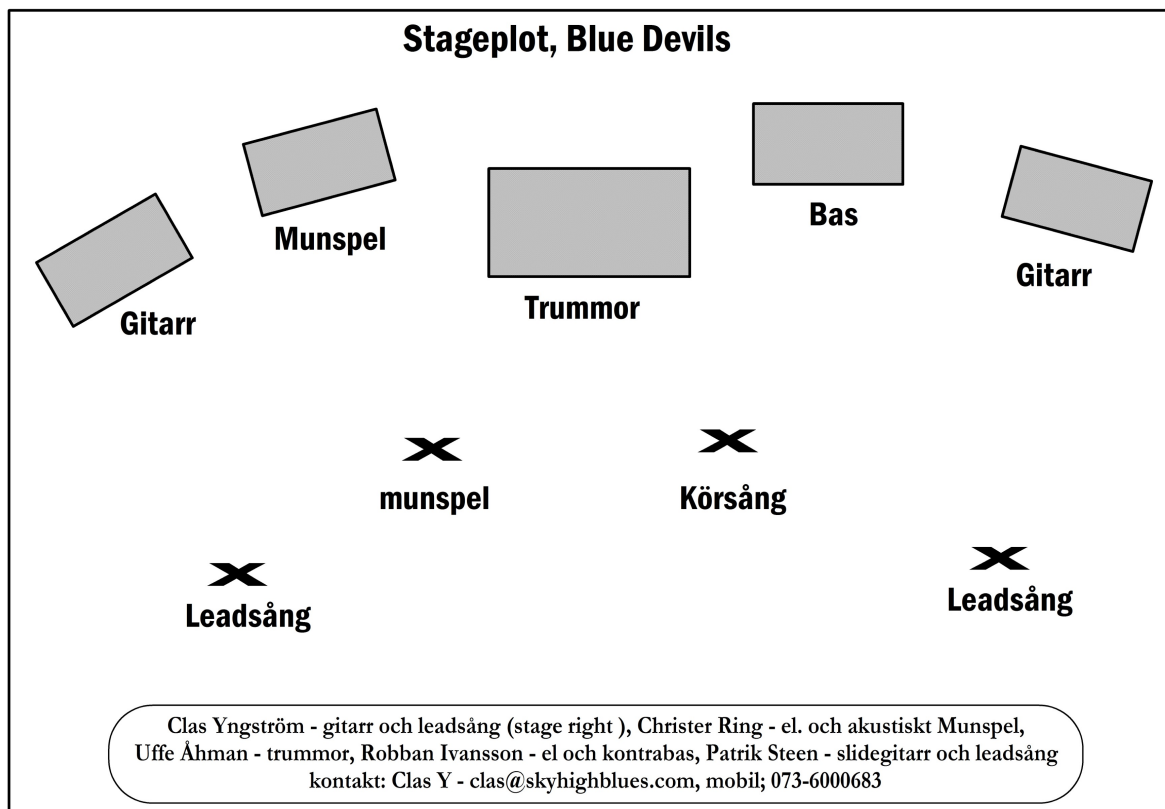 Stageplot, Blue Devils
Bas
Munspel
Gitarr
Trummor
Gitarr
munspel
Körsång
Leadsång
Leadsång
Clas Yngström - gitarr och leadsång (stage right ), Christer Ring - el. och akustiskt Munspel,
Uffe Åhman - trummor, Robban Ivansson - el och kontrabas, Patrik Steen - slidegitarr och leadsång
kontakt: Clas Y - clas@skyhighblues.com, mobil; 073-6000683